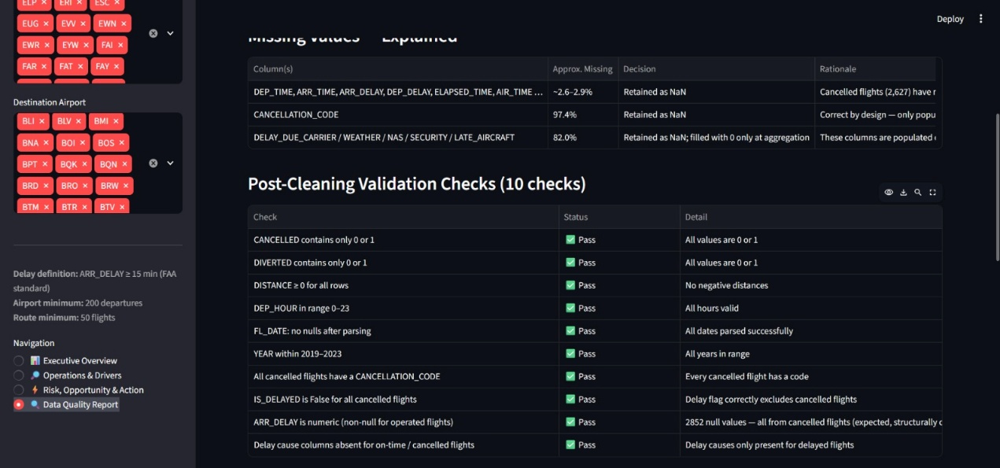 ELP × ERI × ESC ×
EUG × EVV × EWN ×
EWR × EYW × FAI ×
FAR × FAT × FAY ×
Destination Airport
BLI × BLV × BMI ×
BNA × BOI × BOS ×
BPT × BQK × BQN ×
BRD × BRO × BRW ×
BTM × BTR × BTV ×
Delay definition: ARR_DELAY ≥ 15 min (FAA
standard)
Airport minimum: 200 departures
Route minimum: 50 flights
Navigation
Executive Overview
Operations & Drivers
Risk, Opportunity & Action
Data Quality Report
Deploy
Missing Values — Explained
Column(s) Approx. Missing Decision Rationale
DEP_TIME, ARR_TIME, ARR_DELAY, DEP_DELAY, ELAPSED_TIME, AIR_TIME ... ~2.6–2.9% Retained as NaN Cancelled flights (2,627) have
CANCELLATION_CODE 97.4% Retained as NaN Correct by design — only popu
DELAY_DUE_CARRIER / WEATHER / NAS / SECURITY / LATE_AIRCRAFT 82.0% Retained as NaN; filled with 0 only at aggregation These columns are populated
Post-Cleaning Validation Checks (10 checks)
Check Status Detail
CANCELLED contains only 0 or 1 ✅ Pass All values are 0 or 1
DIVERTED contains only 0 or 1 ✅ Pass All values are 0 or 1
DISTANCE ≥ 0 for all rows ✅ Pass No negative distances
DEP_HOUR in range 0–23 ✅ Pass All hours valid
FL_DATE: no nulls after parsing ✅ Pass All dates parsed successfully
YEAR within 2019–2023 ✅ Pass All years in range
All cancelled flights have a CANCELLATION_CODE ✅ Pass Every cancelled flight has a code
IS_DELAYED is False for all cancelled flights ✅ Pass Delay flag correctly excludes cancelled flights
ARR_DELAY is numeric (non-null for operated flights) ✅ Pass 2852 null values — all from cancelled flights (expected, structurally
Delay cause columns absent for on-time / cancelled flights ✅ Pass Delay causes only present for delayed flights